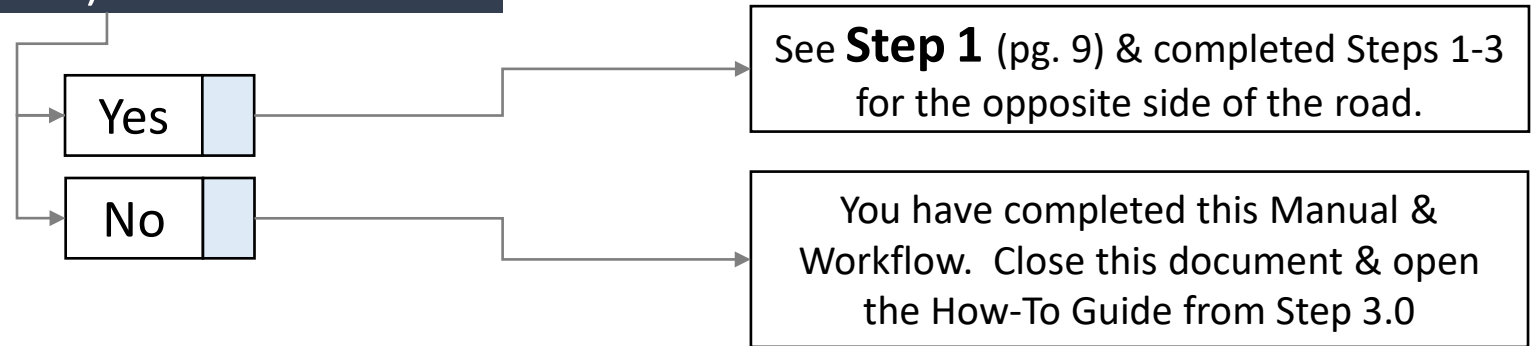 Yes
See Step 1 (pg. 9) & completed Steps 1-3
for the opposite side of the road.
No
You have completed this Manual &
Workflow.  Close this document & open
the How-To Guide from Step 3.0